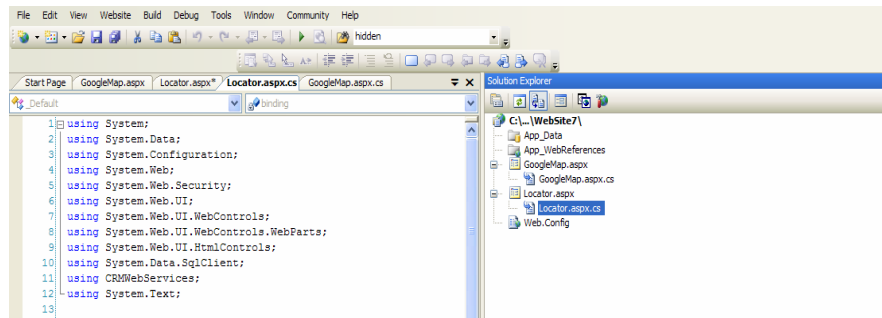 File Edit View Website Build Debug Tools Window Community Help
hidden
Start Page GoogleMap.aspx Locator.aspx* Locator.aspx.cs GoogleMap.aspx.cs
_Default binding
1 using System;
2 using System.Data;
3 using System.Configuration;
4 using System.Web;
5 using System.Web.Security;
6 using System.Web.UI;
7 using System.Web.UI.WebControls;
8 using System.Web.UI.WebControls.WebParts;
9 using System.Web.UI.HtmlControls;
10 using System.Data.SqlClient;
11 using CRMWebServices;
12 using System.Text;
13
Solution Explorer
C:\...\WebSite7\
App_Data
App_WebReferences
GoogleMap.aspx
GoogleMap.aspx.cs
Locator.aspx
Locator.aspx.cs
Web.Config